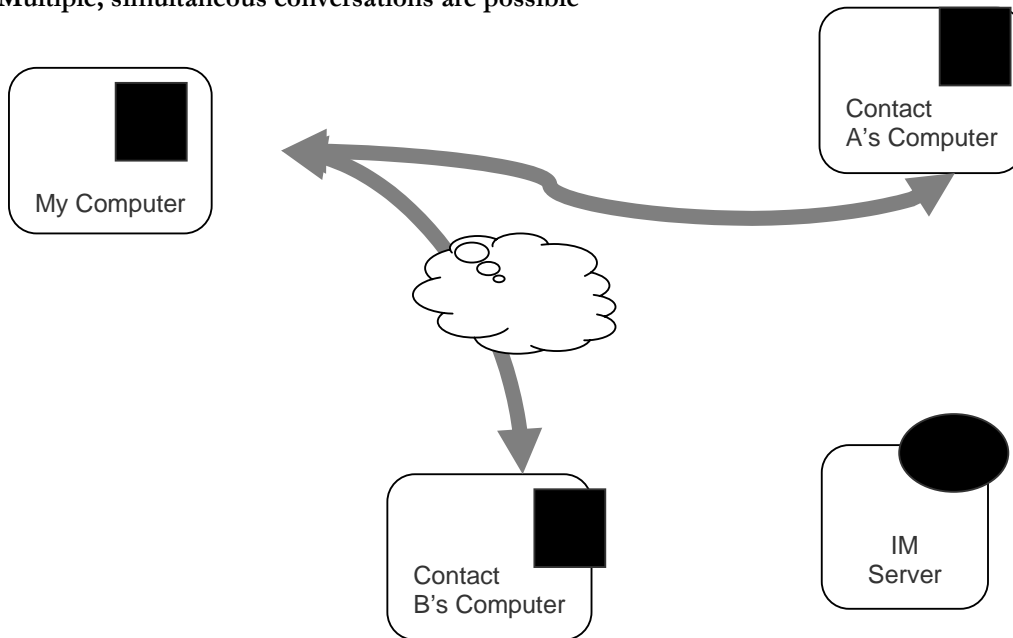 Multiple, simultaneous conversations are possible
Contact
A's Computer
My Computer
IM
Server
Contact
B's Computer